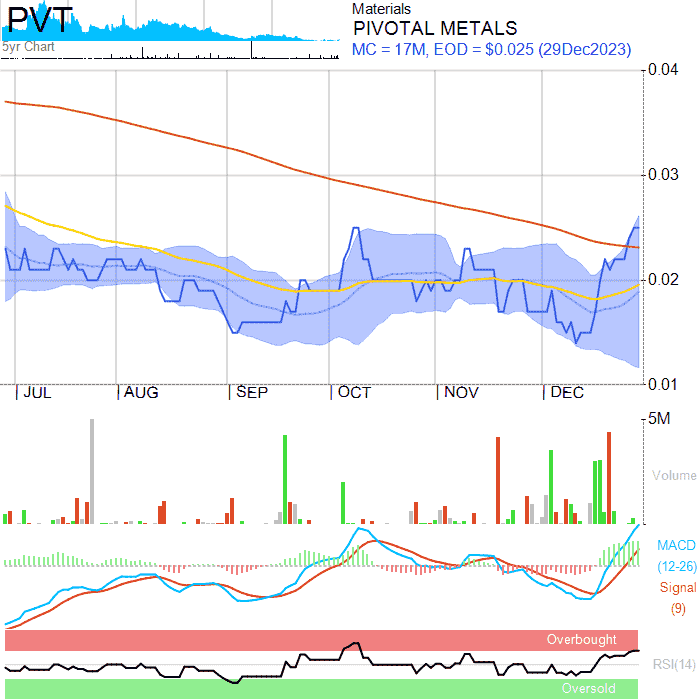 PVT
5yr Chart
Materials
PIVOTAL METALS
MC = 17M, EOD = $0.025 (29Dec2023)
0.04
0.03
0.02
0.01
JUL AUG SEP OCT NOV DEC
5M
Volume
MACD
(12-26)
Signal
(9)
Overbought
RSI(14)
Oversold